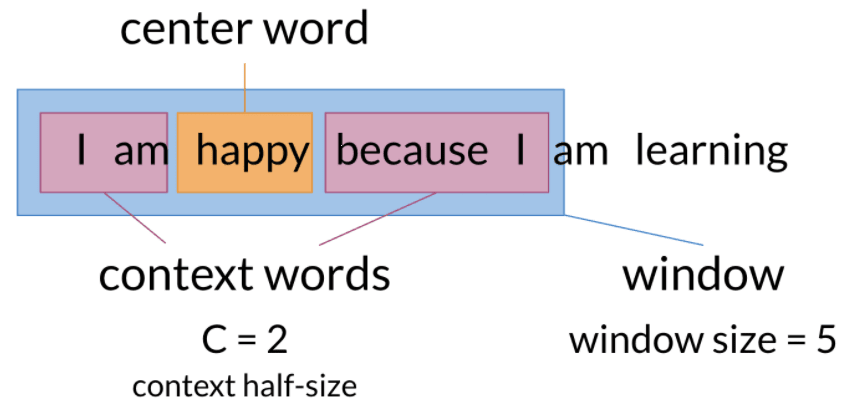 center word
I am happy because I am learning
context words
window
C = 2
window size = 5
context half-size